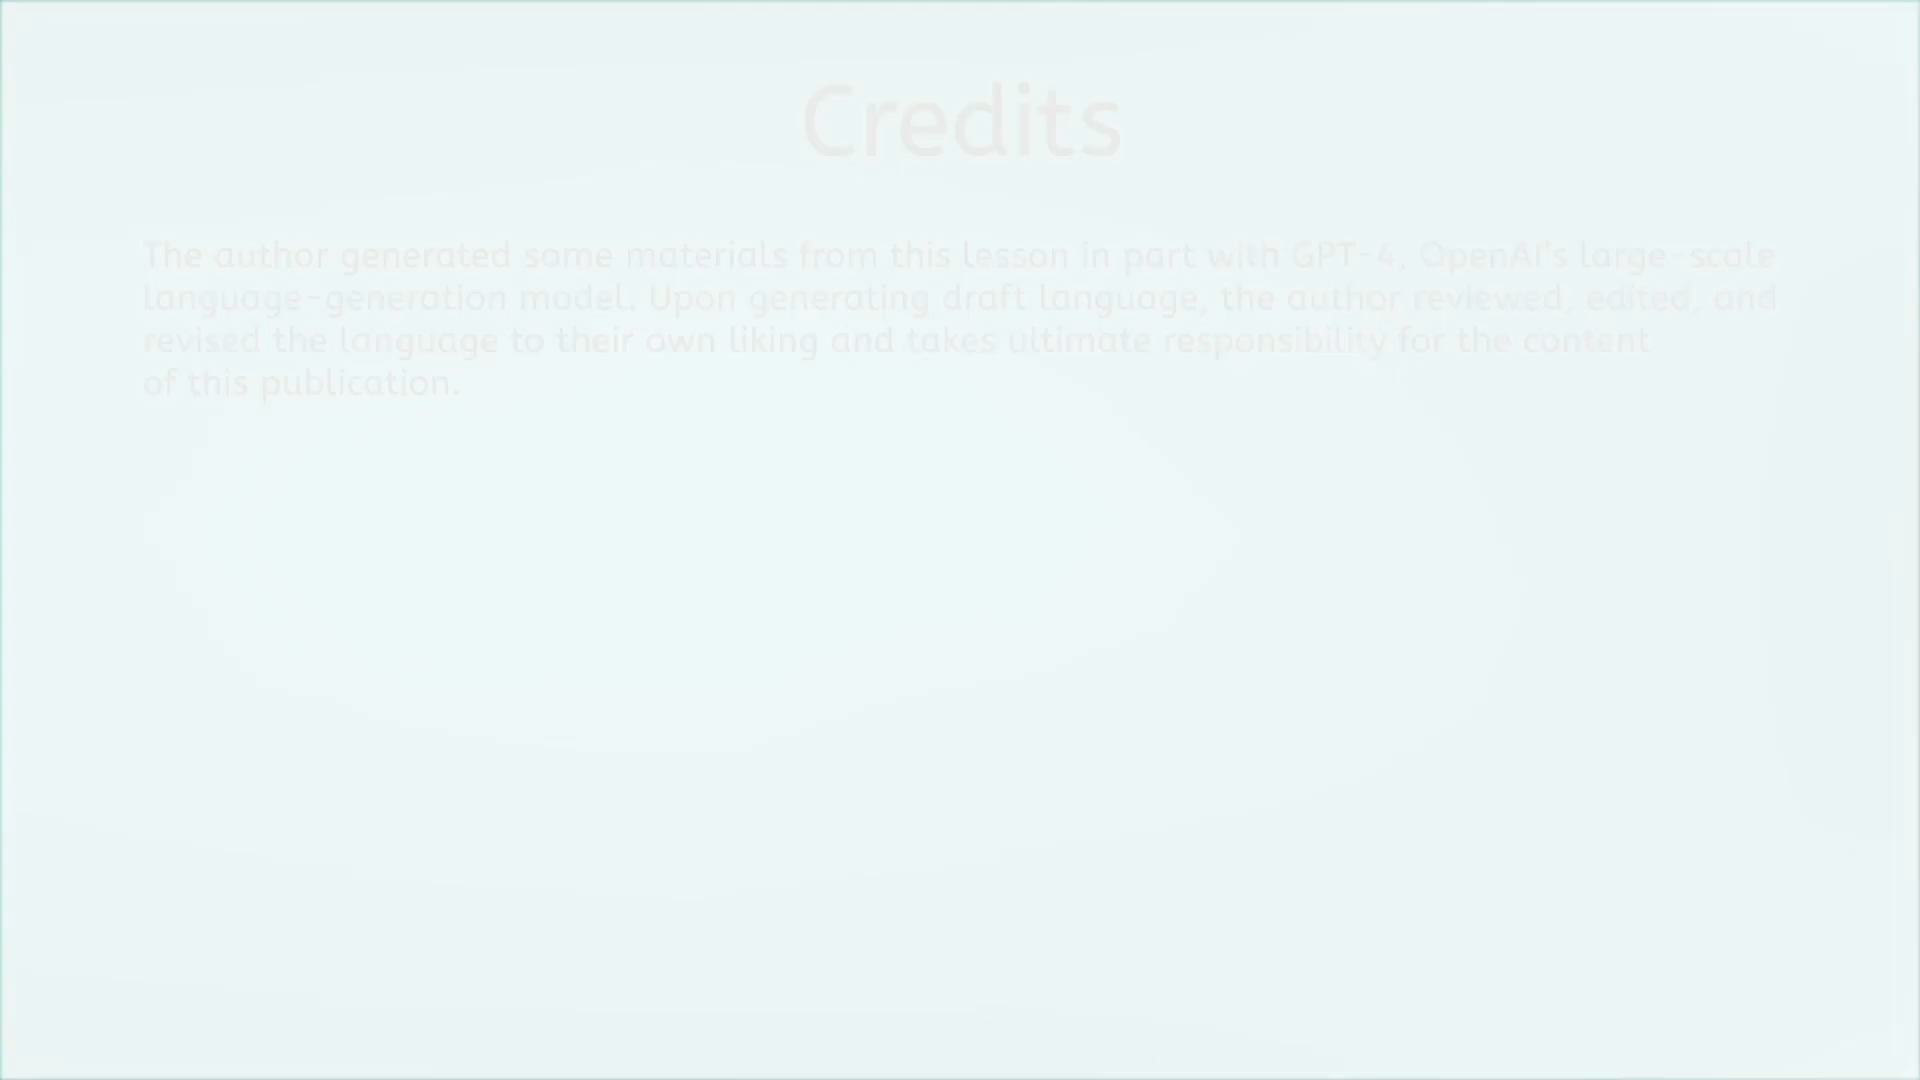 Credits
The author generated some materials from this lesson in part with GPT-4, OpenAI's large-scale
language-generation model. Upon generating draft language, the author reviewed, edited, and
revised the language to their own liking and takes ultimate responsibility for the content
of this publication.